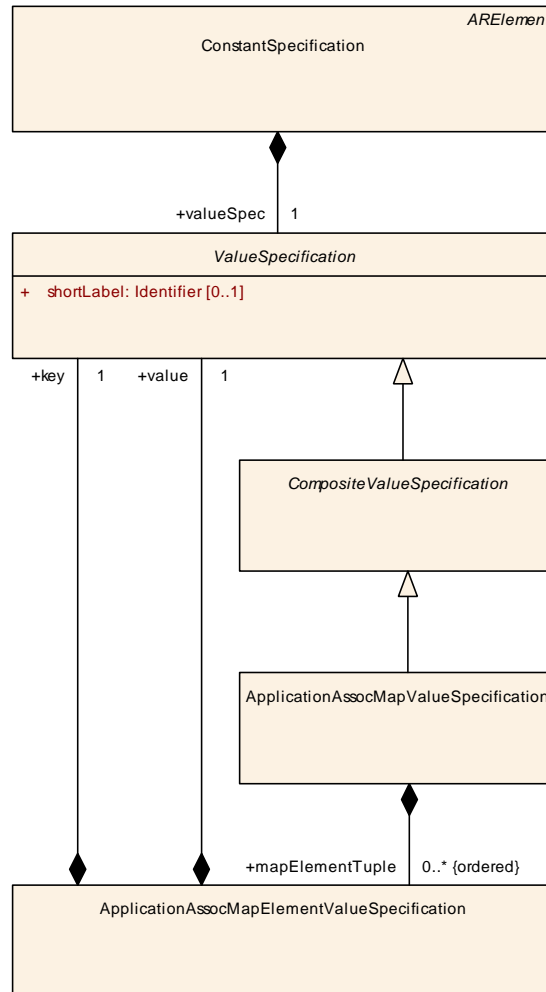 ARElemen
ConstantSpecification
+valueSpec 1
ValueSpecification
+ shortLabel: Identifier [0..1]
+key 1 +value 1
CompositeValueSpecification
ApplicationAssocMapValueSpecification
+mapElementTuple 0..* {ordered}
ApplicationAssocMapElementValueSpecification